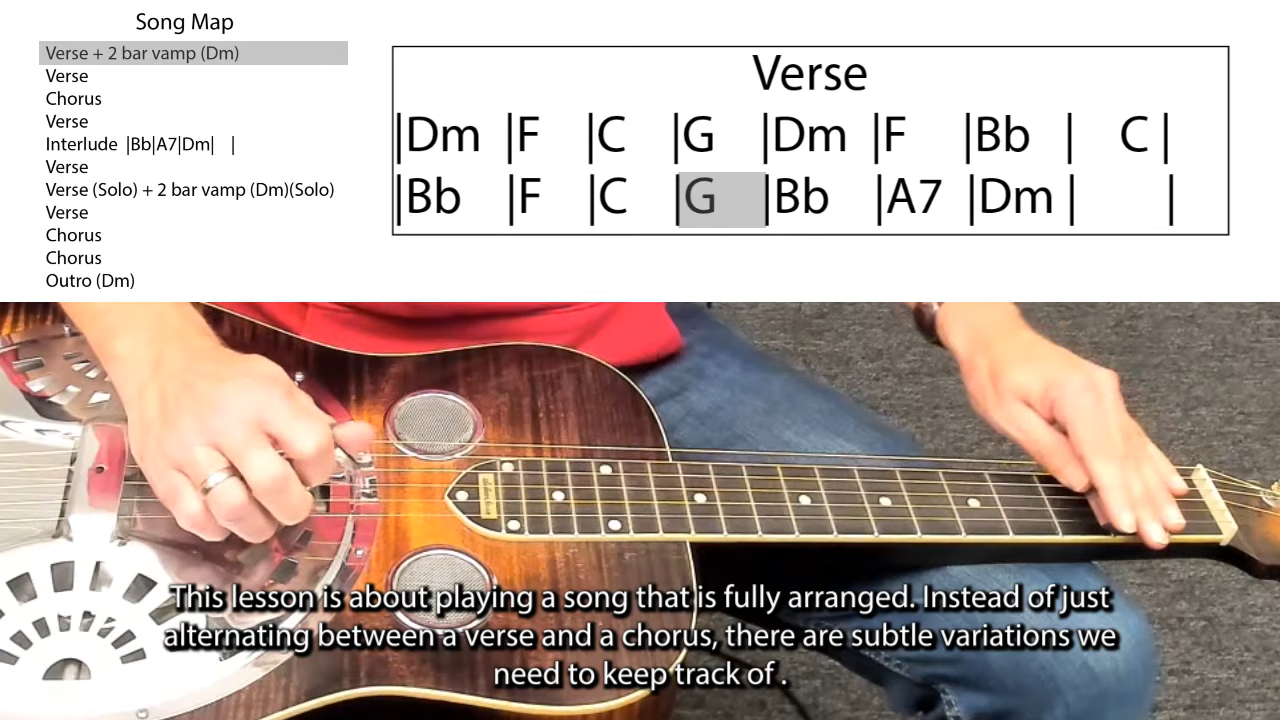 Song Map
Verse + 2 bar vamp (Dm)
Verse
Chorus
Verse
Interlude |Bb|A7|Dm| |
Verse
Verse (Solo) + 2 bar vamp (Dm)(Solo)
Verse
Chorus
Chorus
Outro (Dm)
Verse
|Dm |F |C |G |Dm |F |Bb | C |
|Bb |F |C |G |Bb |A7 |Dm | |
This lesson is about playing a song that is fully arranged. Instead of just
alternating between a verse and a chorus, there are subtle variations we
need to keep track of .